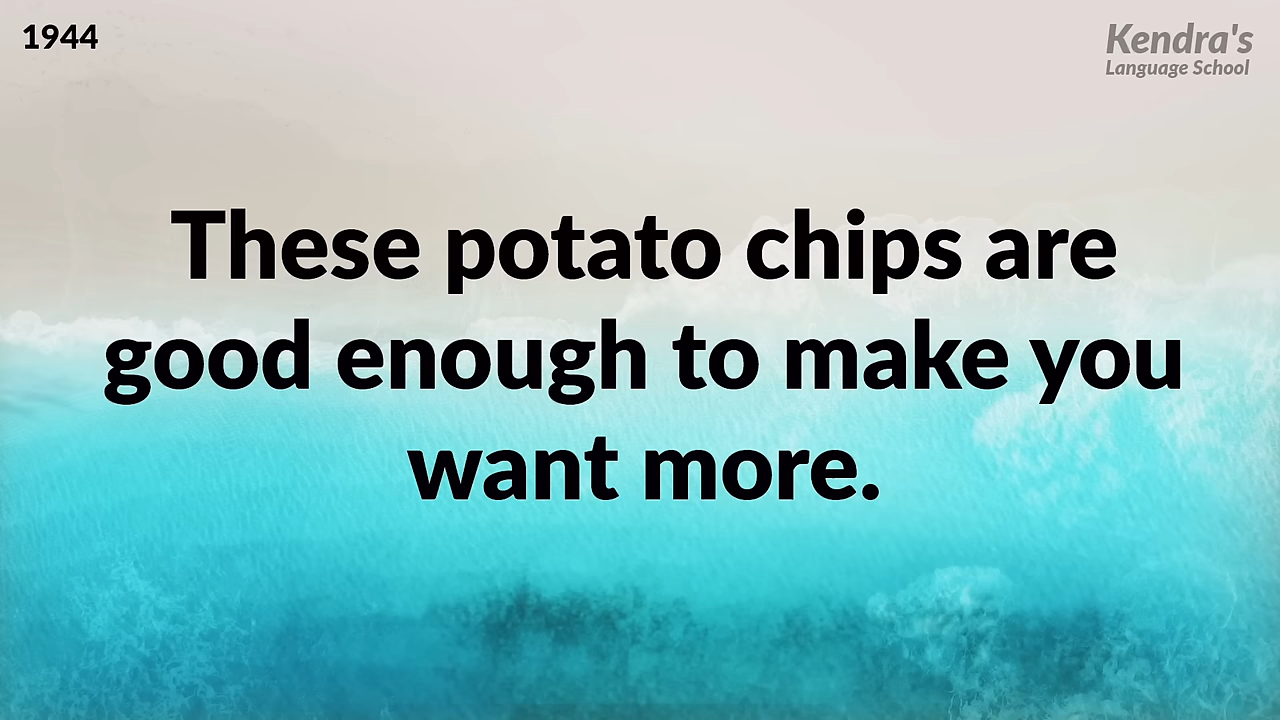 1944
Kendra's
Language School
These potato chips are
good enough to make you
want more.